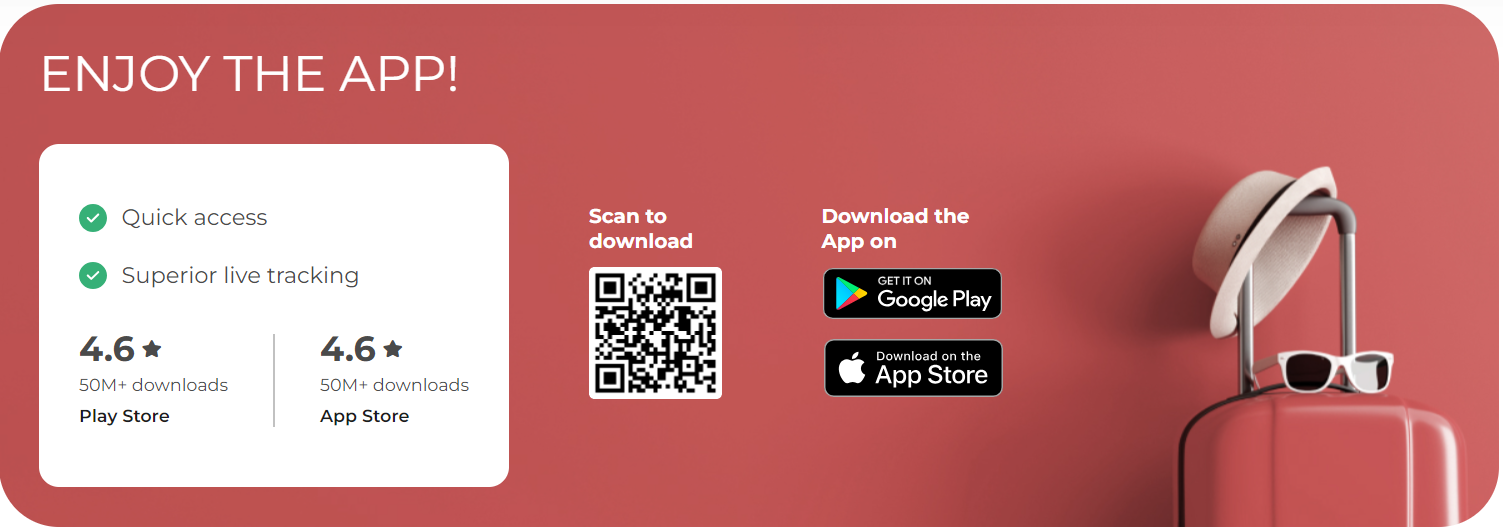 ENJOY THE APP!
Quick access
Superior live tracking
4.6
50M+ downloads
Play Store
4.6
50M+ downloads
App Store
Scan to
download
Download the
App on
GET IT ON
Google Play
Download on the
App Store